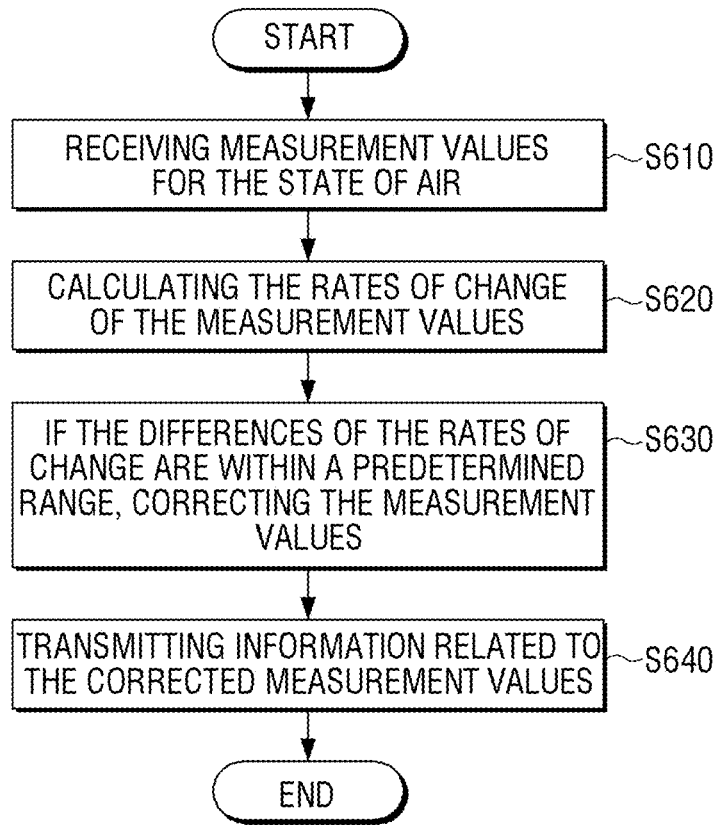 START
RECEIVING MEASUREMENT VALUES
FOR THE STATE OF AIR
S610
CALCULATING THE RATES OF CHANGE
OF THE MEASUREMENT VALUES
S620
IF THE DIFFERENCES OF THE RATES OF
CHANGE ARE WITHIN A PREDETERMINED
RANGE, CORRECTING THE MEASUREMENT
VALUES
S630
TRANSMITTING INFORMATION RELATED TO
THE CORRECTED MEASUREMENT VALUES
S640
END